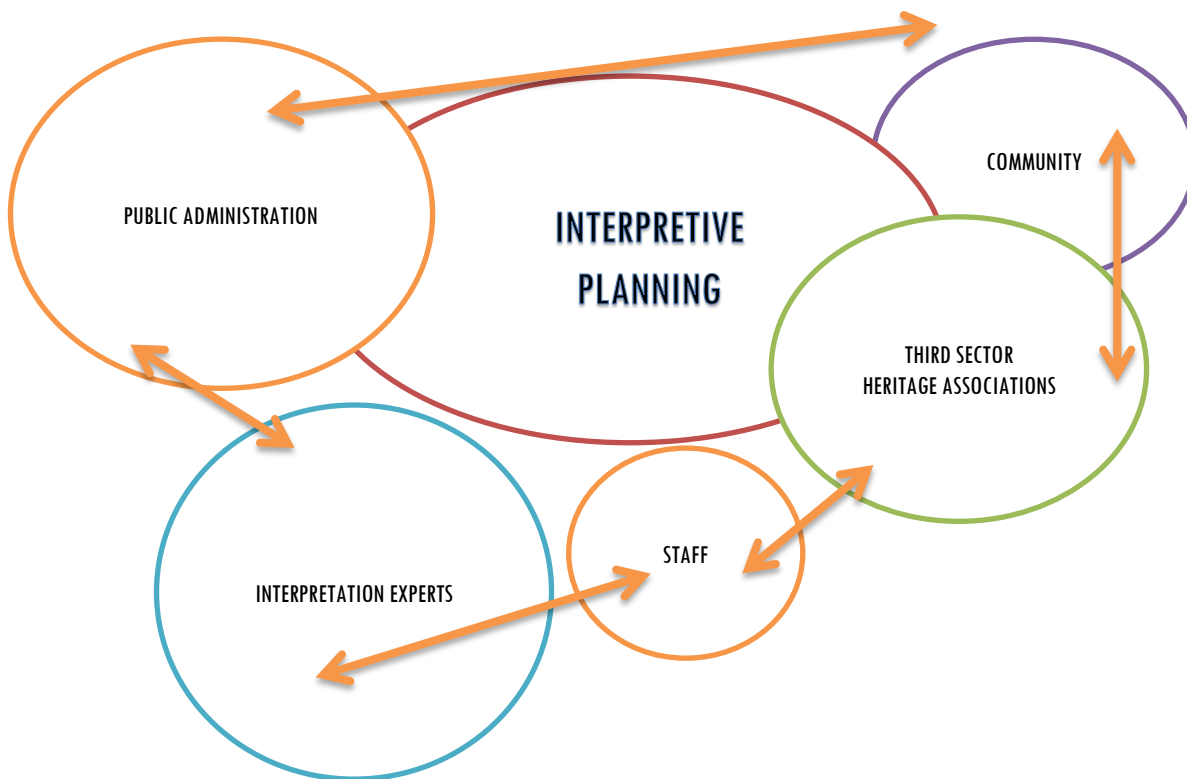 COMMUNITY
PUBLIC ADMINISTRATION
INTERPRETIVE
PLANNING
THIRD SECTOR
HERITAGE ASSOCIATIONS
STAFF
INTERPRETATION EXPERTS